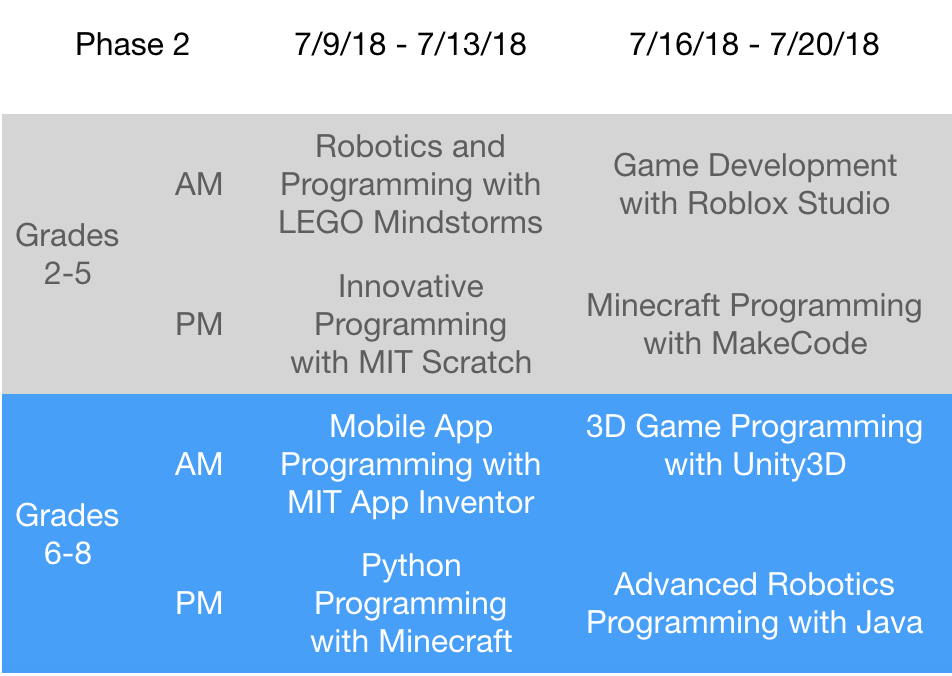 Phase 2 7/9/18 - 7/13/18 7/16/18 - 7/20/18
Grades
2-5
AM
Robotics and
Programming with
LEGO Mindstorms
Game Development
with Roblox Studio
PM
Innovative
Programming
with MIT Scratch
Minecraft Programming
with MakeCode
Grades
6-8
AM
Mobile App
Programming with
MIT App Inventor
3D Game Programming
with Unity3D
PM
Python
Programming
with Minecraft
Advanced Robotics
Programming with Java